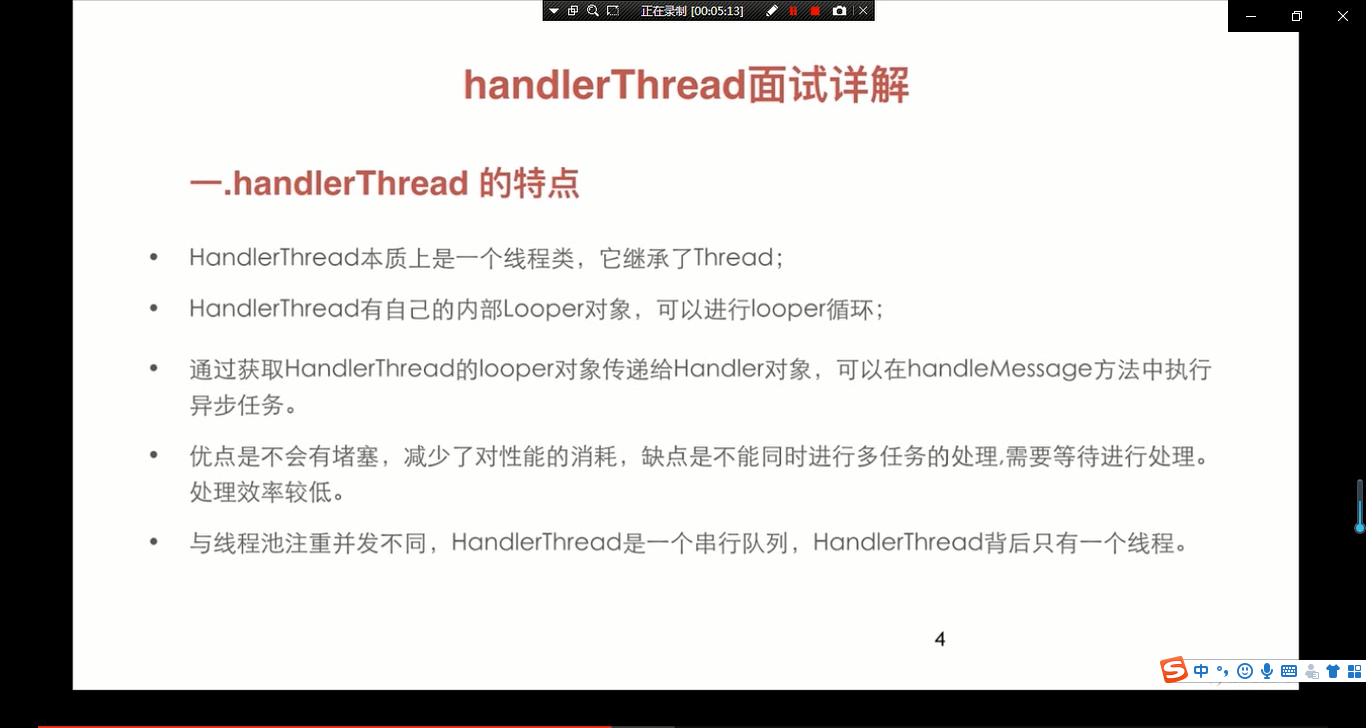 正在录制 [00:05:13]
handlerThread面试详解
一.handlerThread 的特点
• HandlerThread本质上是一个线程类，它继承了Thread；
• HandlerThread有自己的内部Looper对象，可以进行looper循环；
• 通过获取HandlerThread的looper对象传递给Handler对象，可以在handleMessage方法中执行
异步任务。
• 优点是不会有堵塞，减少了对性能的消耗，缺点是不能同时进行多任务的处理,需要等待进行处理。
处理效率较低。
• 与线程池注重并发不同，HandlerThread是一个串行队列，HandlerThread背后只有一个线程。
4
S 中